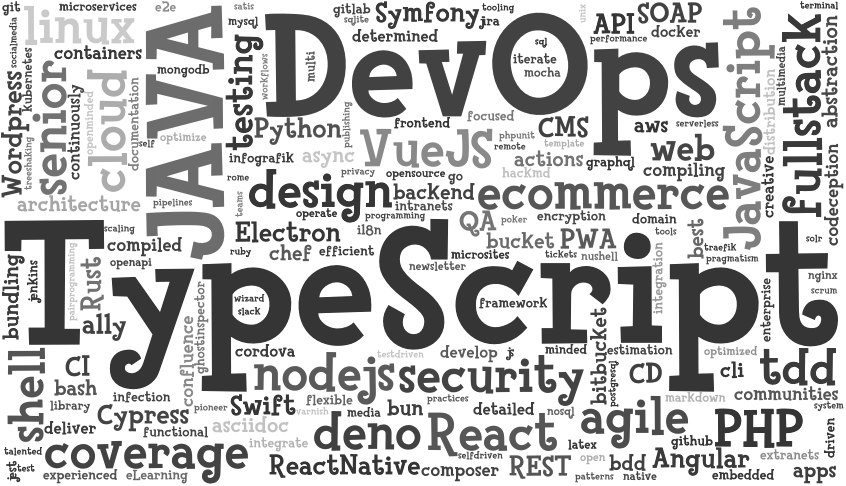 git
microservices
e2e
satis
gitlab
Symfony
tooling
unix
API
SOAP
terminal
linux
JAVA
mysql
sqlite
jra
determined
performance
docker
containers
socialmedia
DevOps
sql
iterate
mocha
multi
workflows
testing
mongodb
Wordpress
kubernetes
senior
continuously
openminded
cloud
documentation
JavaScript
distribution
multimedia
fullstack
abstraction
self
optimize
Python
publishing
frontend
focused
phpunit
CMS
aws
serverless
treeshaking
infografik
async
VueJS
remote
template
actions
graphql
web
compiling
creative
codeception
privacy
opensource
go
hackmd
rome
design
backend
ecommerce
architecture
pipelines
teams
operate
intranets
programming
QA
poker
encryption
domain
best
scaling
compiled
Electron
i18n
bucket
PWA
tools
traefik
solr
openapi
ruby
chef
efficient
microsites
tickets
nushell
pragmatism
newsletter
TypeScript
bundling
jenkins
pairprogramming
Rust
ally
wizard
slack
framework
integration
enterprise
nginx
scrum
confluence
ghostinspector
cordova
testdriven
develop
js
minded
estimation
optimized
tdd
shell
CI
bash
nodejs
security
bitbucket
postgresql
CD
cli
infection
library
pioneer
Swift
flexible
practices
markdown
communities
Cypress
varnish
media
bun
detailed
nosql
agile
system
deliver
functional
asciidoc
deno
React
github
PHP
driven
talented
coverage
integrate
latex
extranets
jest
test
selfdriven
open
bdd
Angular
ReactNative
composer
REST
experienced
eLearning
patterns
native
embedded
apps